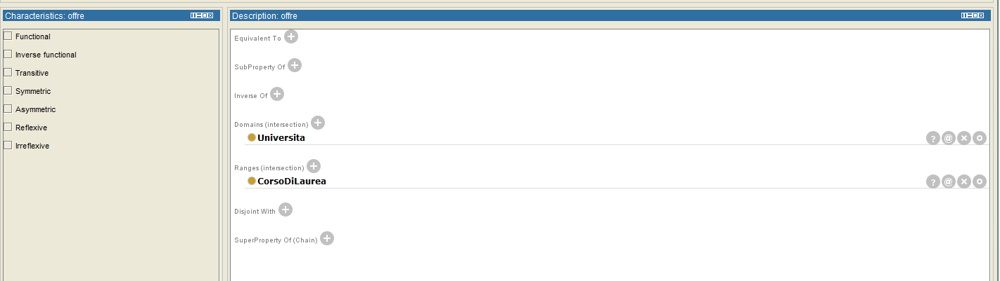 Characteristics: offre
Functional
Inverse functional
Transitive
Symmetric
Asymmetric
Reflexive
Irreflexive
Description: offre
Equivalent To
SubProperty Of
Inverse Of
Domains (intersection)
Universita
Ranges (intersection)
CorsoDiLaurea
Disjoint With
SuperProperty Of (Chain)